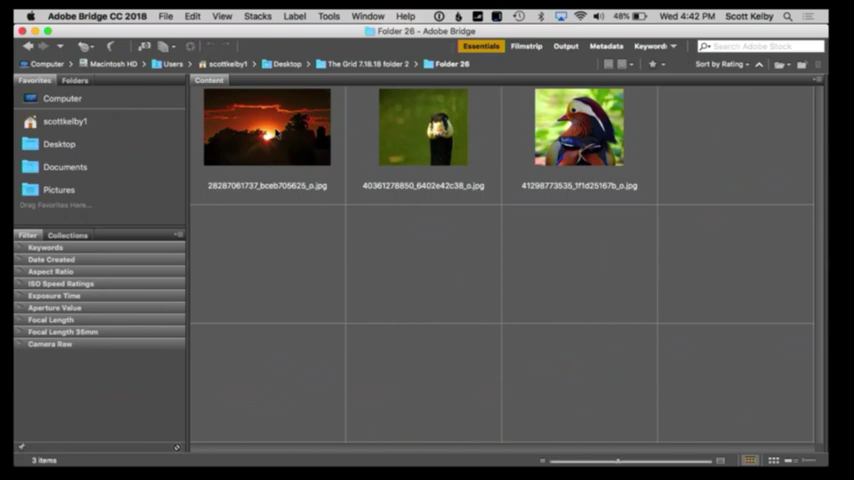 Adobe Bridge CC 2018 File Edit View Stacks Label Tools Window Help 48% Wed 4:42 PM Scott Kelby
Folder 26 - Adobe Bridge
Essentials Filmstrip Output Metadata Keywords Search Adobe Stock
Computer Macintosh HD Users scottkelby1 Desktop The Grid 7.18.18 folder 2 Folder 26 Sort by Rating
Favorites Folders Content
Computer
scottkelby1
Desktop
Documents
Pictures
Drag Favorites Here...
28287061737_bceb705625_o.jpg 40361278850_6402e42c38_o.jpg 41298773535_1f1d25167b_o.jpg
Filter Collections
Keywords
Date Created
Aspect Ratio
ISO Speed Ratings
Exposure Time
Aperture Value
Focal Length
Focal Length 35mm
Camera Raw
3 items